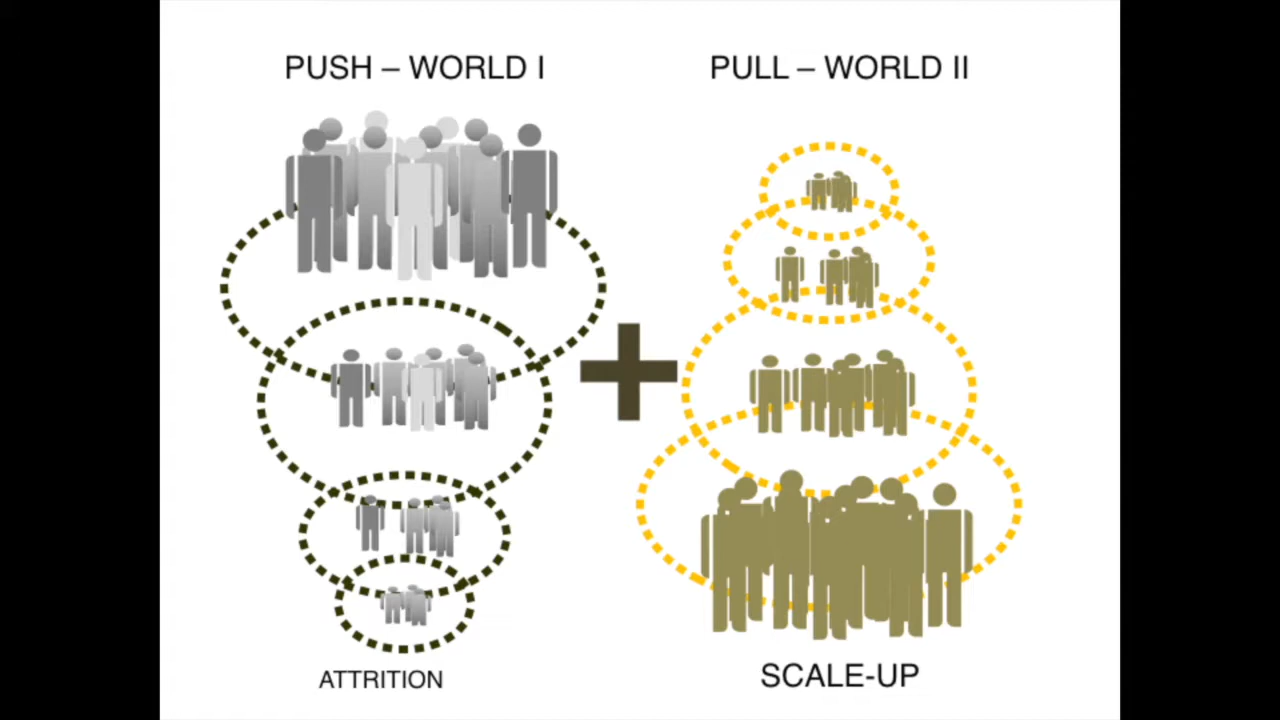 PUSH – WORLD I
PULL – WORLD II
ATTRITION
SCALE-UP